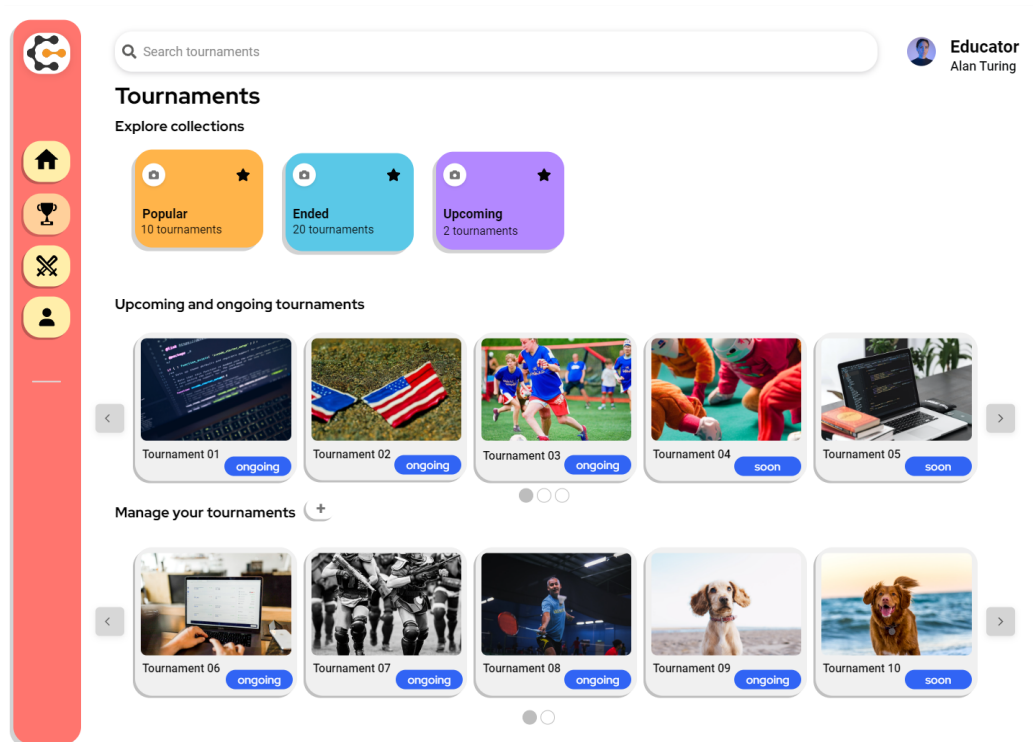 Search tournaments
Educator
Alan Turing
Tournaments
Explore collections
Popular
10 tournaments
Ended
20 tournaments
Upcoming
2 tournaments
Upcoming and ongoing tournaments
Tournament 01
ongoing
Tournament 02
ongoing
Tournament 03
ongoing
Tournament 04
soon
Tournament 05
soon
Manage your tournaments
+
Tournament 06
ongoing
Tournament 07
ongoing
Tournament 08
ongoing
Tournament 09
ongoing
Tournament 10
soon